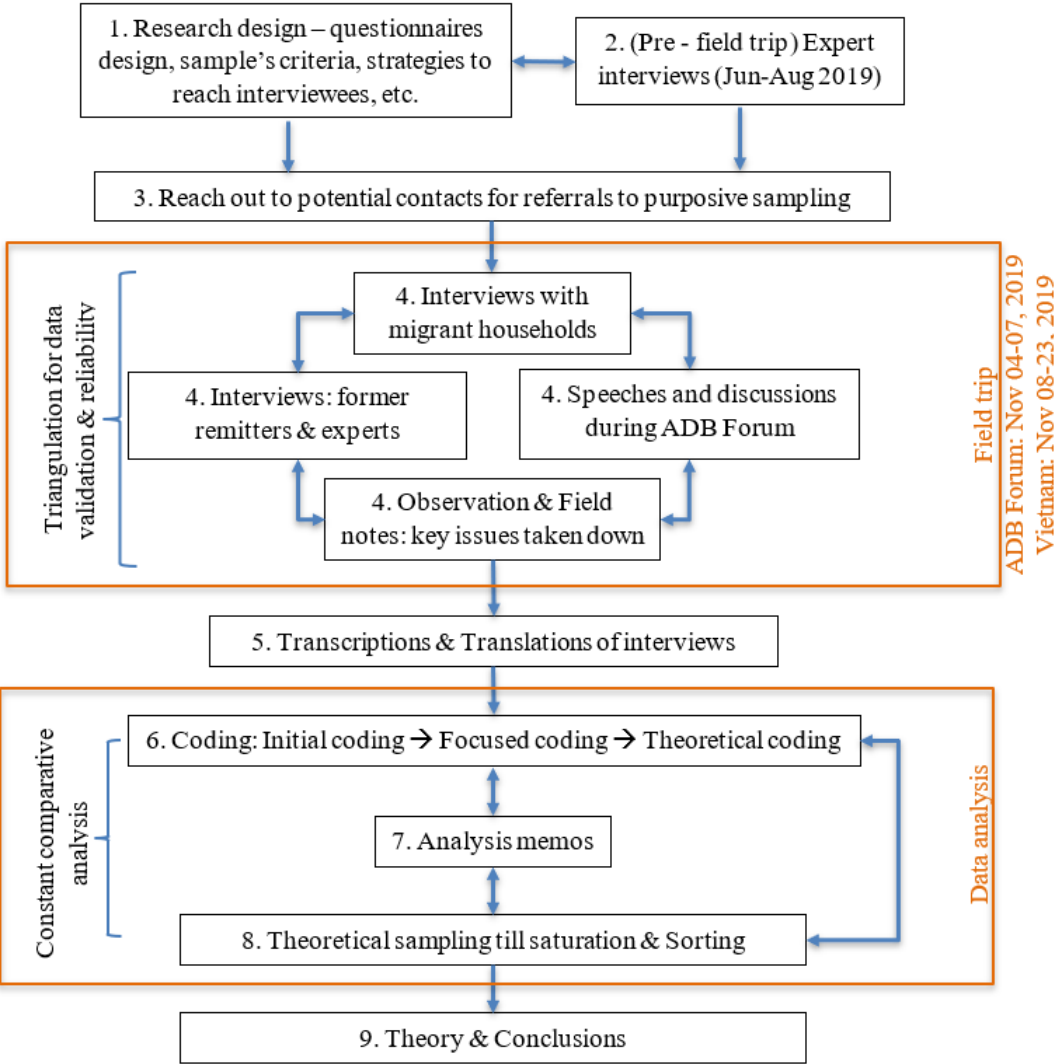 1. Research design – questionnaires
design, sample's criteria, strategies to
reach interviewees, etc.
2. (Pre - field trip) Expert
interviews (Jun-Aug 2019)
3. Reach out to potential contacts for referrals to purposive sampling
Triangulation for data
validation & reliability
4. Interviews with
migrant households
4. Interviews: former
remitters & experts
4. Speeches and discussions
during ADB Forum
4. Observation & Field
notes: key issues taken down
Field trip
ADB Forum: Nov 04-07, 2019
Vietnam: Nov 08-23. 2019
5. Transcriptions & Translations of interviews
Constant comparative
analysis
6. Coding: Initial coding → Focused coding → Theoretical coding
7. Analysis memos
8. Theoretical sampling till saturation & Sorting
Data analysis
9. Theory & Conclusions